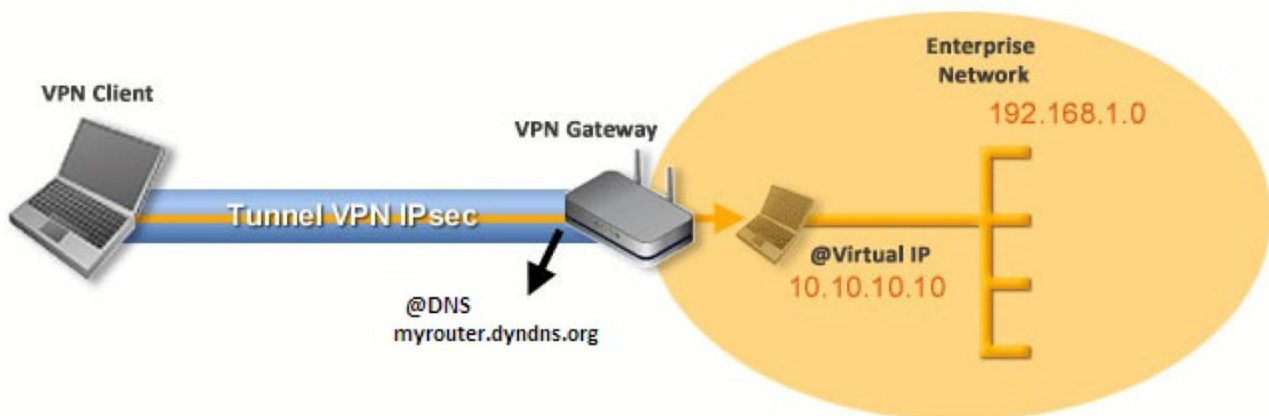 VPN Client
Tunnel VPN IPsec
VPN Gateway
@DNS
myrouter.dyndns.org
Enterprise
Network
192.168.1.0
@Virtual IP
10.10.10.10